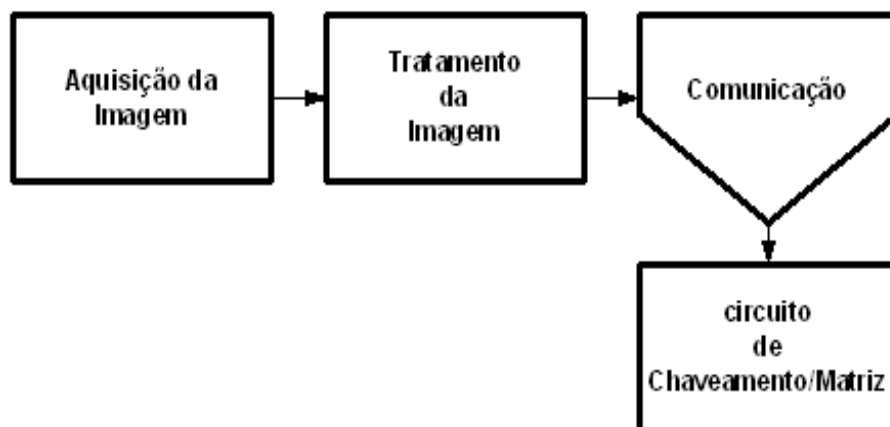 Aquisição da
Imagem
Tratamento
da
Imagem
Comunicação
circuito
de
Chaveamento/Matriz